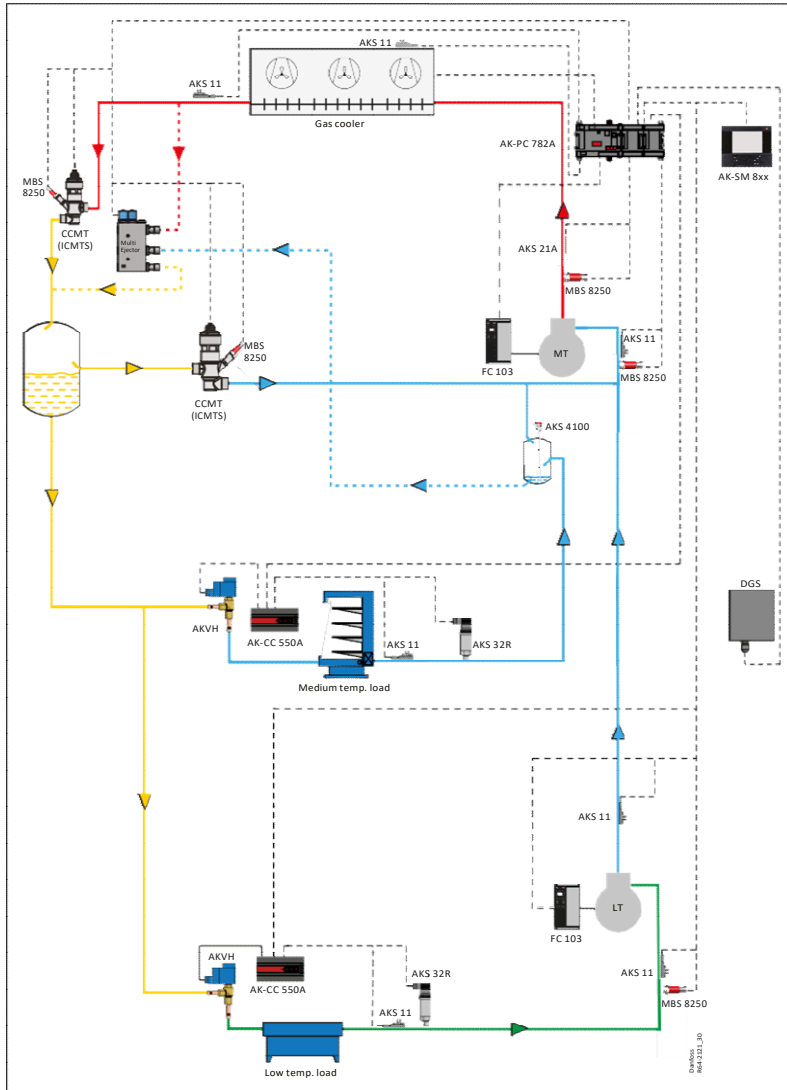 AKS 11
AKS 11
Gas cooler
AK-PC 782A
AK-SM 8xx
MBS
8250
CCMT
(ICMTS)
Multi
Ejector
AKS 21A
MBS 8250
MBS
8250
FC 103
MT
AKS 11
MBS 8250
CCMT
(ICMTS)
AKS 4100
DGS
AKVH
AK-CC 550A
AKS 11
AKS 32R
Medium temp. load
AKS 11
LT
FC 103
AKVH
AK-CC 550A
AKS 32R
AKS 11
AKS 11
MBS 8250
Low temp. load
Danfoss
R64-2121_30